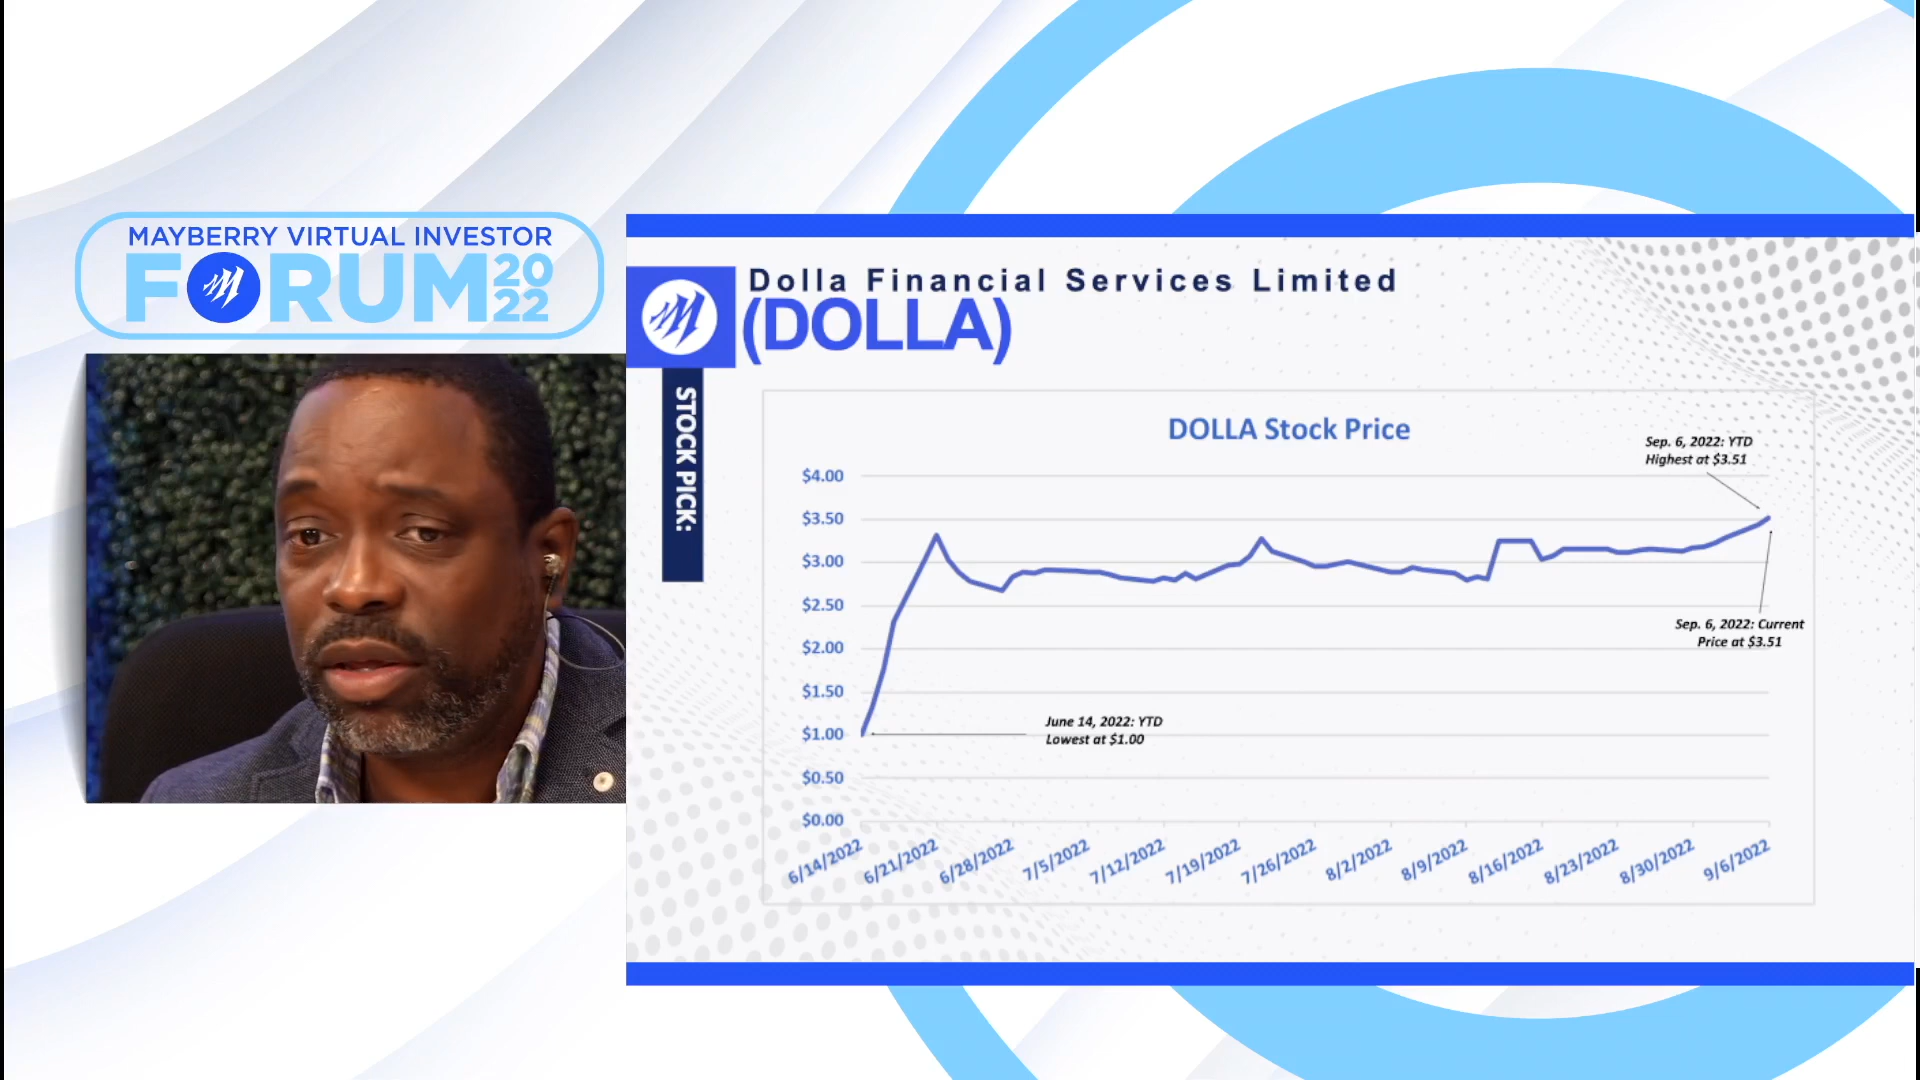 MAYBERRY VIRTUAL INVESTOR
FORUM 2022
Dolla Financial Services Limited
(DOLLA)
STOCK PICK:
DOLLA Stock Price
Sep. 6, 2022: YTD
Highest at $3.51
$4.00
$3.50
$3.00
$2.50
$2.00
$1.50
$1.00
$0.50
$0.00
Sep. 6, 2022: Current
Price at $3.51
June 14, 2022: YTD
Lowest at $1.00
6/14/2022
6/21/2022
6/28/2022
7/5/2022
7/12/2022
7/19/2022
7/26/2022
8/2/2022
8/9/2022
8/16/2022
8/23/2022
8/30/2022
9/6/2022